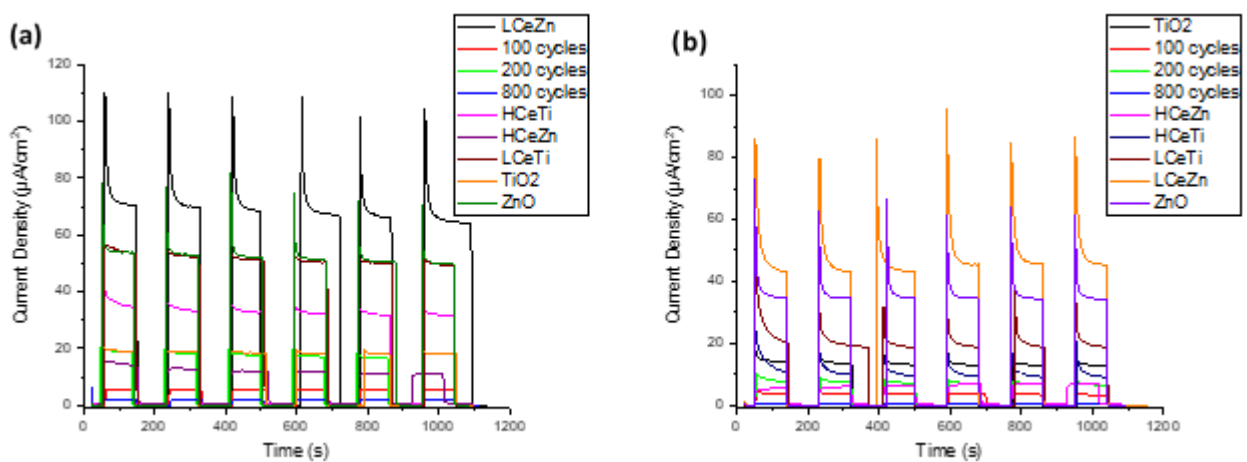 (a)
LCeZn
100 cycles
200 cycles
800 cycles
HCeTi
HCeZn
LCeTi
TiO2
ZnO
120
100
80
60
40
20
0
Current Density (µA/cm²)
0 200 400 600 800 1000 1200
Time (s)
(b)
TiO2
100 cycles
200 cycles
800 cycles
HCeZn
HCeTi
LCeTi
LCeZn
ZnO
100
80
60
40
20
0
Current Density (µA/cm²)
0 200 400 600 800 1000 1200
Time (s)